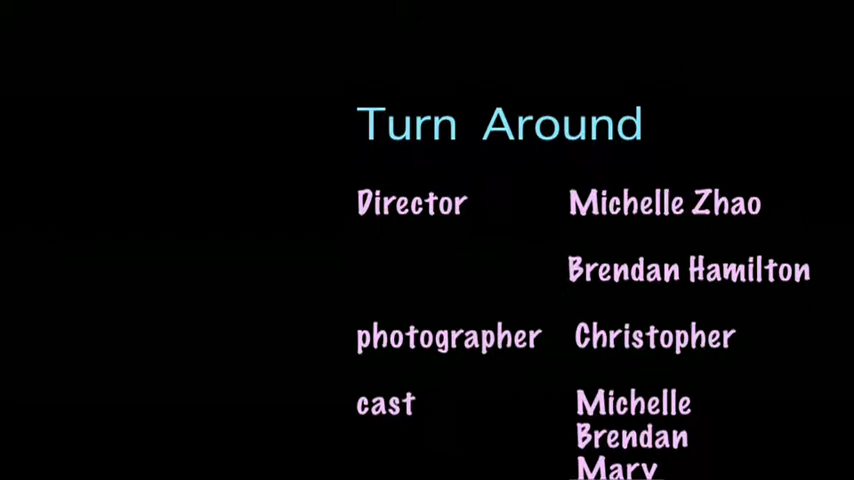 Turn Around
Director Michelle Zhao
Brendan Hamilton
photographer Christopher
cast Michelle
Brendan
Mary